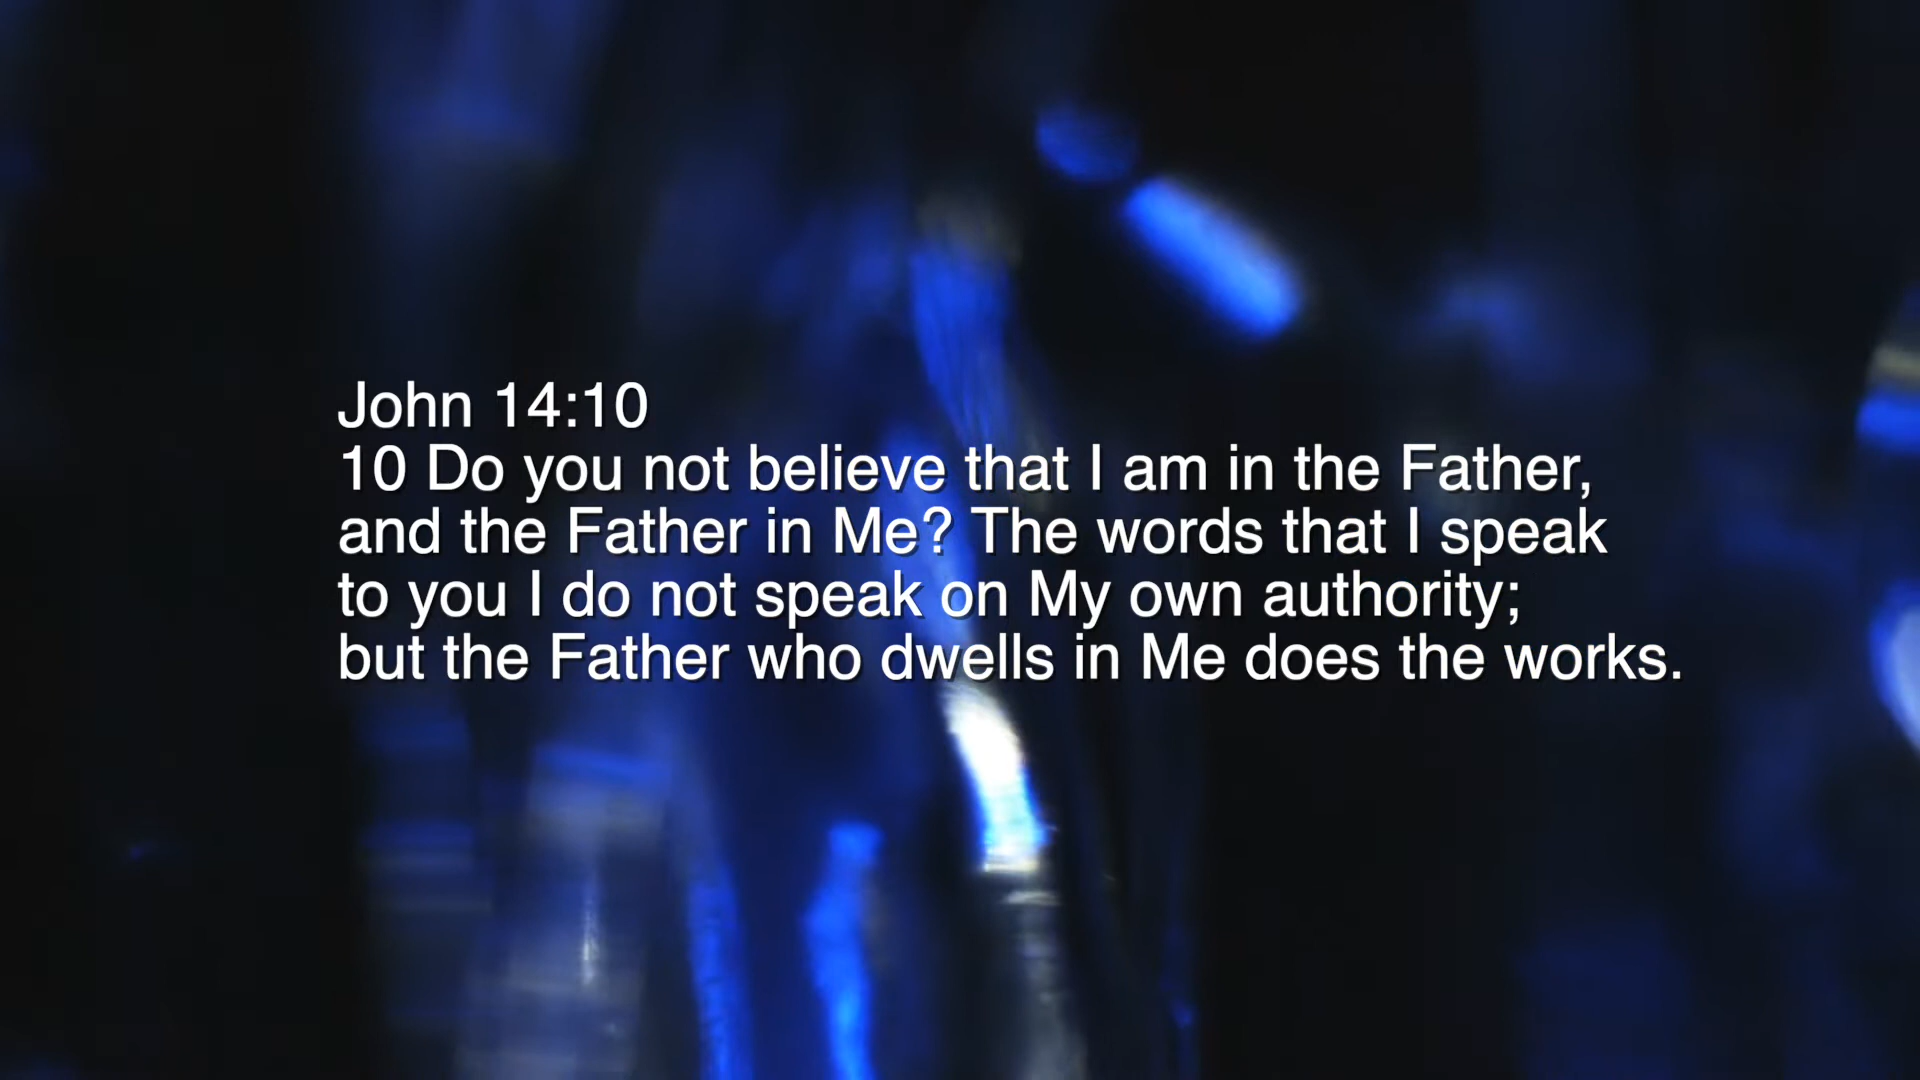 John 14:10
10 Do you not believe that I am in the Father,
and the Father in Me? The words that I speak
to you I do not speak on My own authority;
but the Father who dwells in Me does the works.